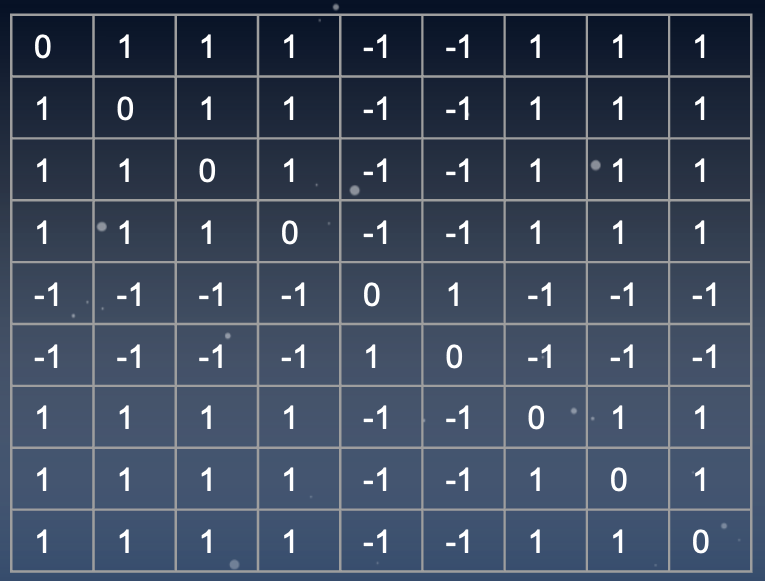 0 1 1 1 -1 -1 1 1 1
1 0 1 1 -1 -1 1 1 1
1 1 0 1 -1 -1 1 1 1
1 1 1 0 -1 -1 1 1 1
-1 -1 -1 -1 0 1 -1 -1 -1
-1 -1 -1 -1 1 0 -1 -1 -1
1 1 1 1 -1 -1 0 1 1
1 1 1 1 -1 -1 1 0 1
1 1 1 1 -1 -1 1 1 0